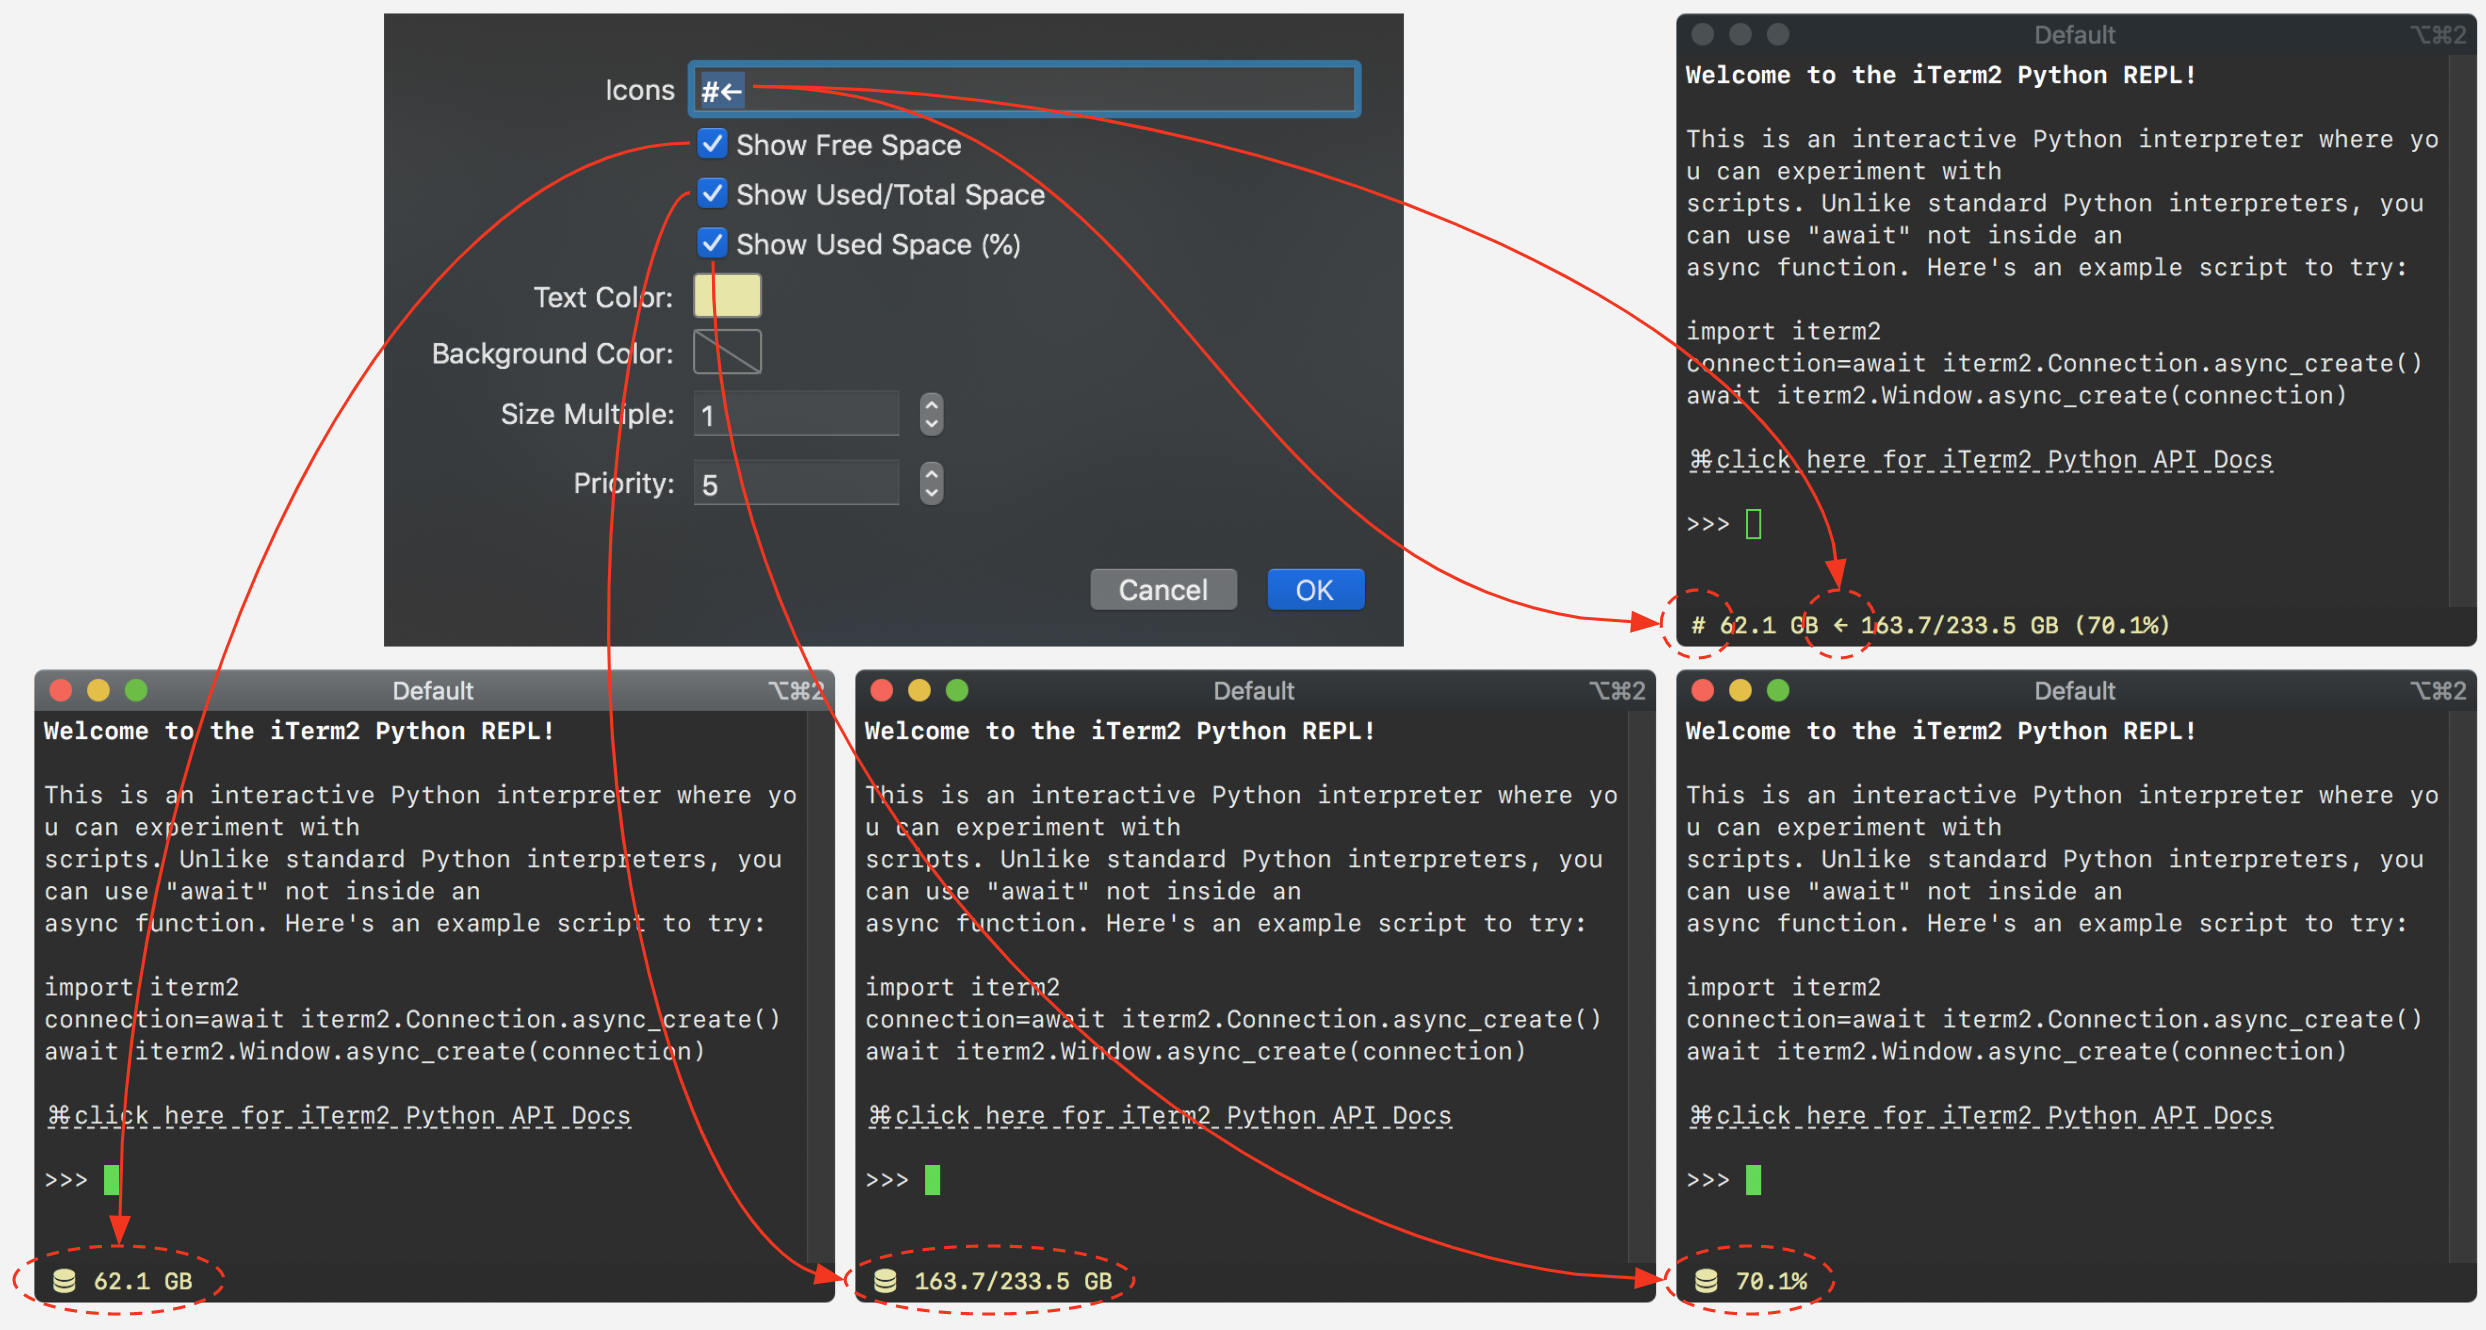 Icons #←
Show Free Space
Show Used/Total Space
Show Used Space (%)
Text Color:
Background Color:
Size Multiple: 1
Priority: 5
Cancel OK
Default ⌥⌘2
Welcome to the iTerm2 Python REPL!
This is an interactive Python interpreter where yo
u can experiment with
scripts. Unlike standard Python interpreters, you
can use "await" not inside an
async function. Here's an example script to try:
import iterm2
connection=await iterm2.Connection.async_create()
await iterm2.Window.async_create(connection)
⌘click here for iTerm2 Python API Docs
>>>
# 62.1 GB ← 163.7/233.5 GB (70.1%)
Default ⌥⌘2
Welcome to the iTerm2 Python REPL!
This is an interactive Python interpreter where yo
u can experiment with
scripts. Unlike standard Python interpreters, you
can use "await" not inside an
async function. Here's an example script to try:
import iterm2
connection=await iterm2.Connection.async_create()
await iterm2.Window.async_create(connection)
⌘click here for iTerm2 Python API Docs
>>>
62.1 GB
Default ⌥⌘2
Welcome to the iTerm2 Python REPL!
This is an interactive Python interpreter where yo
u can experiment with
scripts. Unlike standard Python interpreters, you
can use "await" not inside an
async function. Here's an example script to try:
import iterm2
connection=await iterm2.Connection.async_create()
await iterm2.Window.async_create(connection)
⌘click here for iTerm2 Python API Docs
>>>
163.7/233.5 GB
Default ⌥⌘2
Welcome to the iTerm2 Python REPL!
This is an interactive Python interpreter where yo
u can experiment with
scripts. Unlike standard Python interpreters, you
can use "await" not inside an
async function. Here's an example script to try:
import iterm2
connection=await iterm2.Connection.async_create()
await iterm2.Window.async_create(connection)
⌘click here for iTerm2 Python API Docs
>>>
70.1%